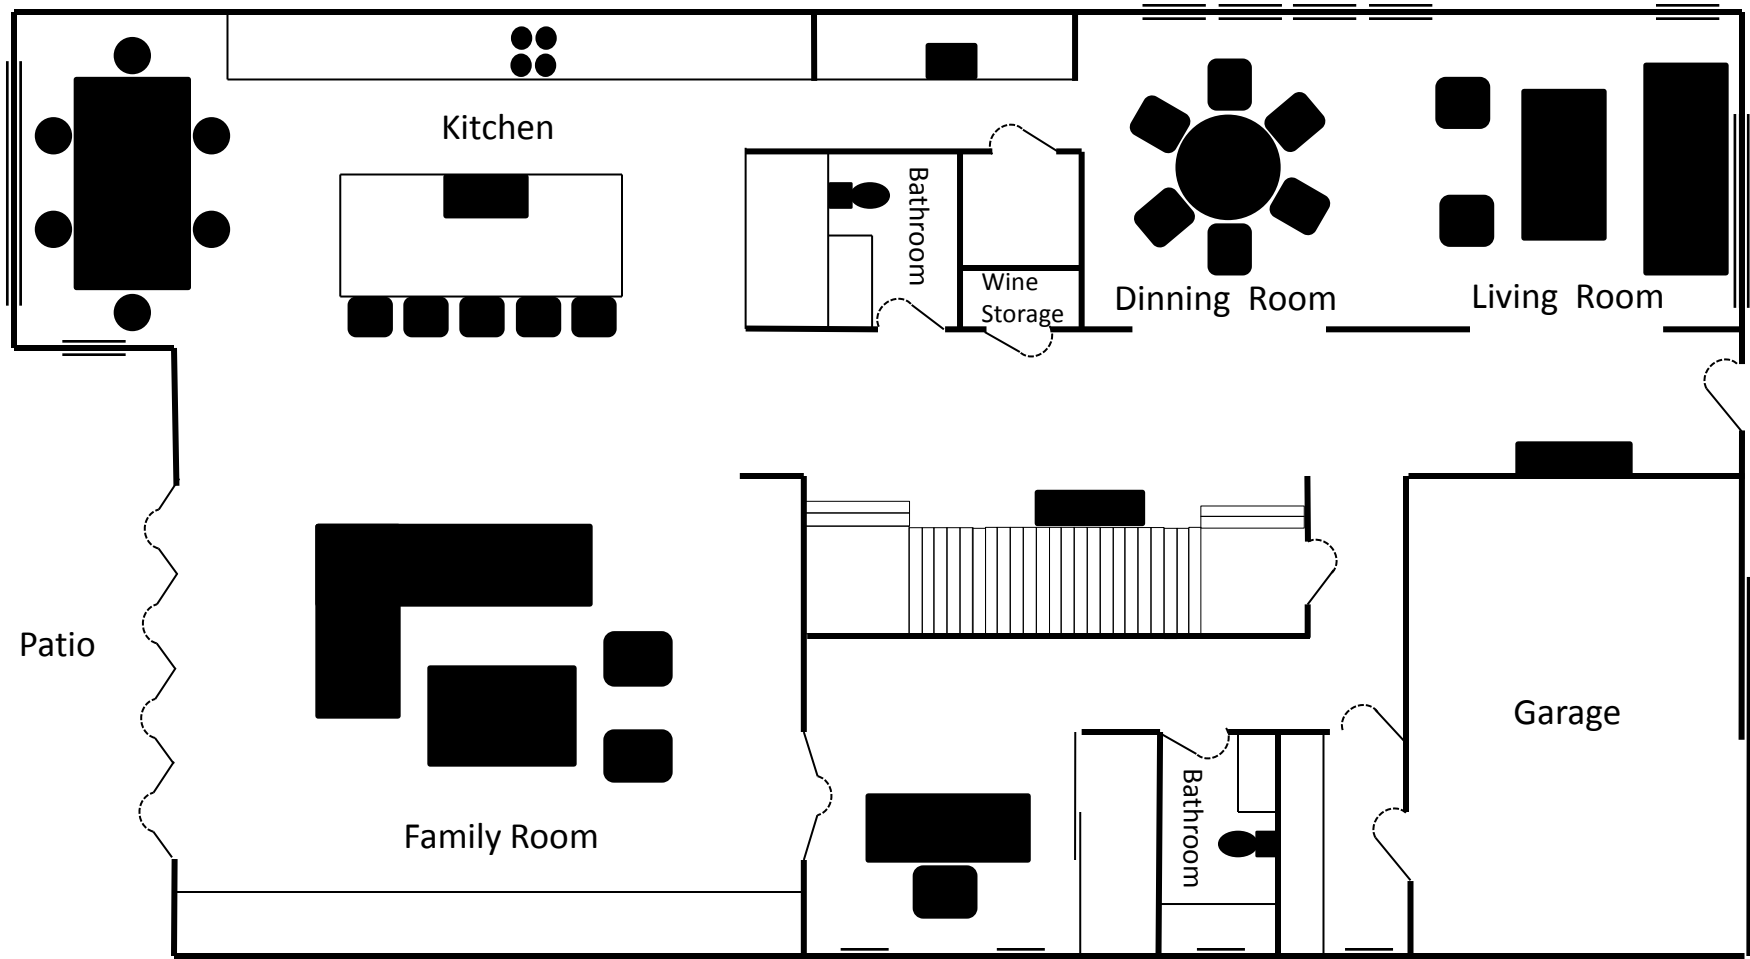 Kitchen
Bathroom
Wine
Storage
Dinning Room
Living Room
Patio
Family Room
Bathroom
Garage